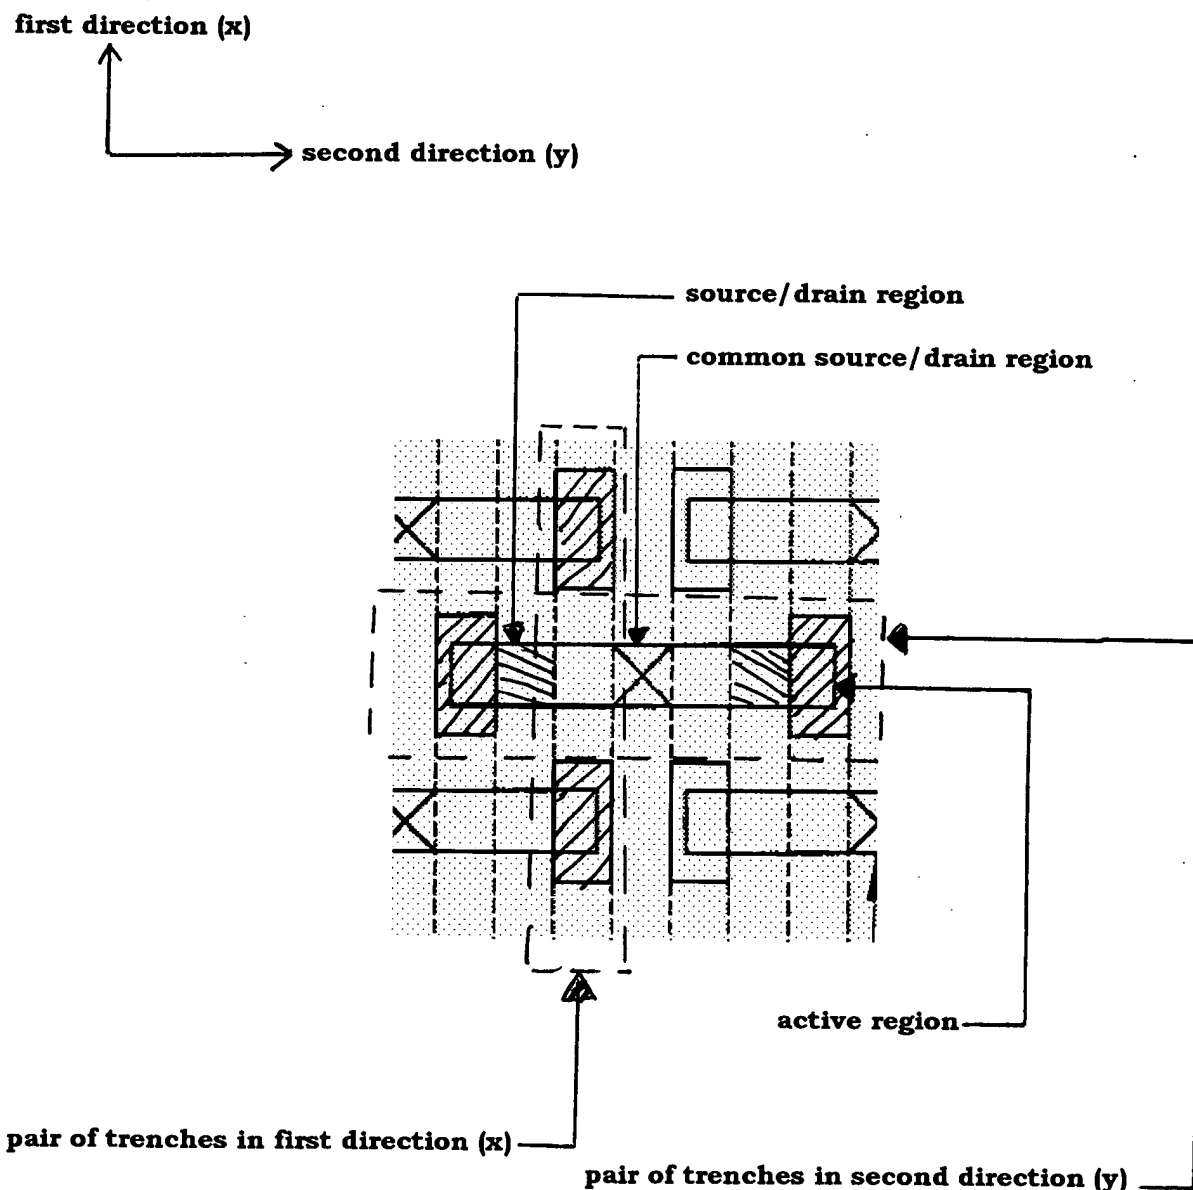 first direction (x)
second direction (y)
source/drain region
common source/drain region
active region
pair of trenches in first direction (x)
pair of trenches in second direction (y)